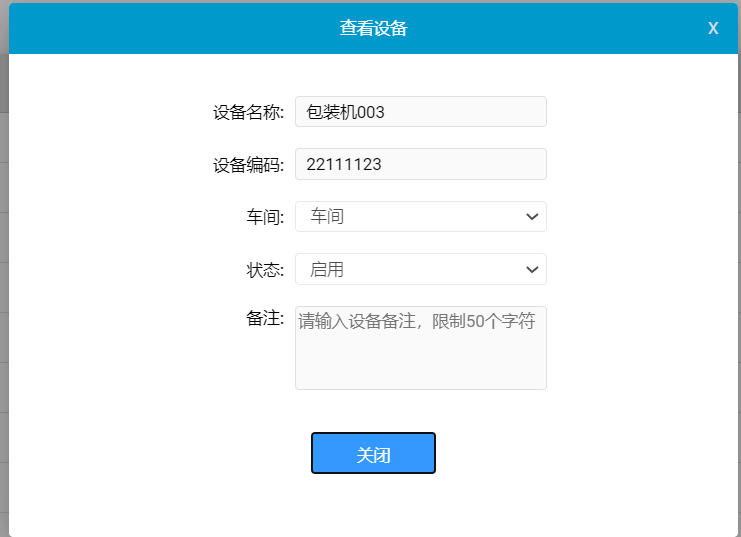 查看设备 X
设备名称: 包装机003
设备编码: 22111123
车间: 车间
状态: 启用
备注: 请输入设备备注，限制50个字符
关闭